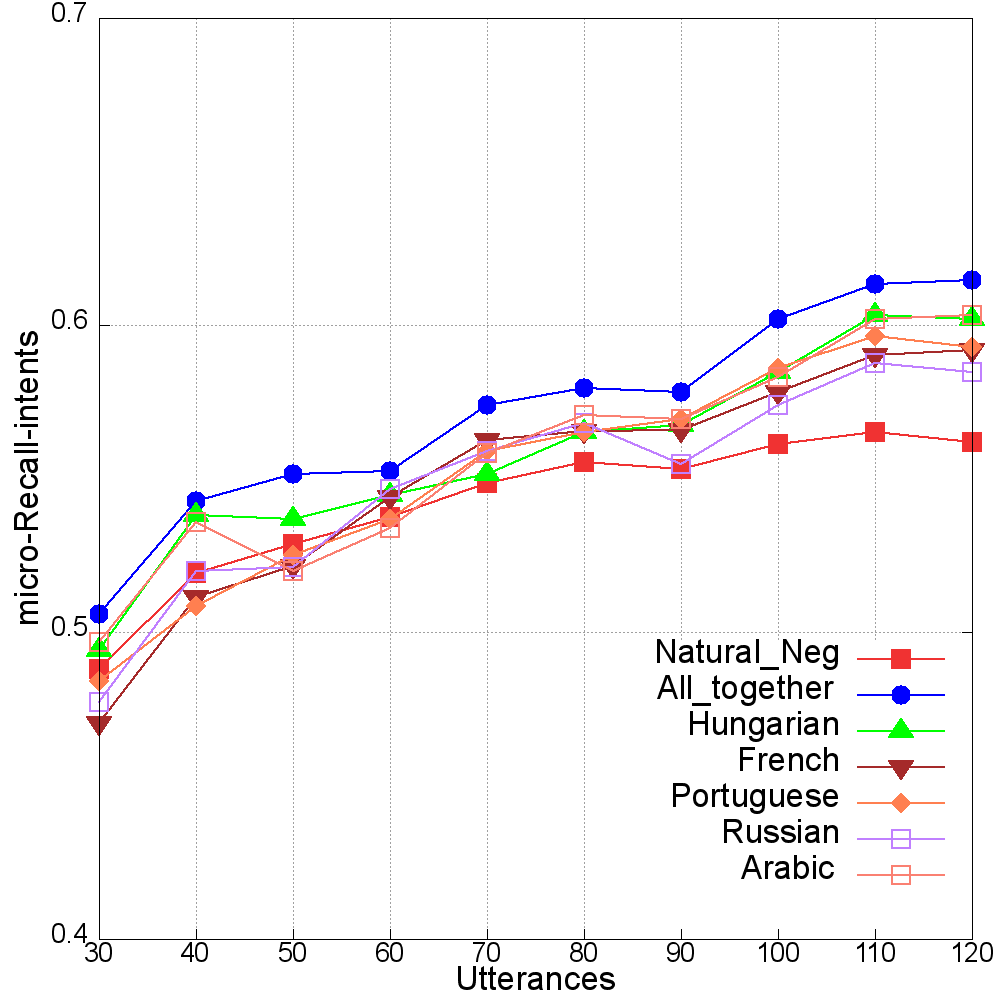 0.7
0.6
0.5
0.4
micro-Recall-intents
Natural_Neg
All_together
Hungarian
French
Portuguese
Russian
Arabic
30 40 50 60 70 80 90 100 110 120
Utterances